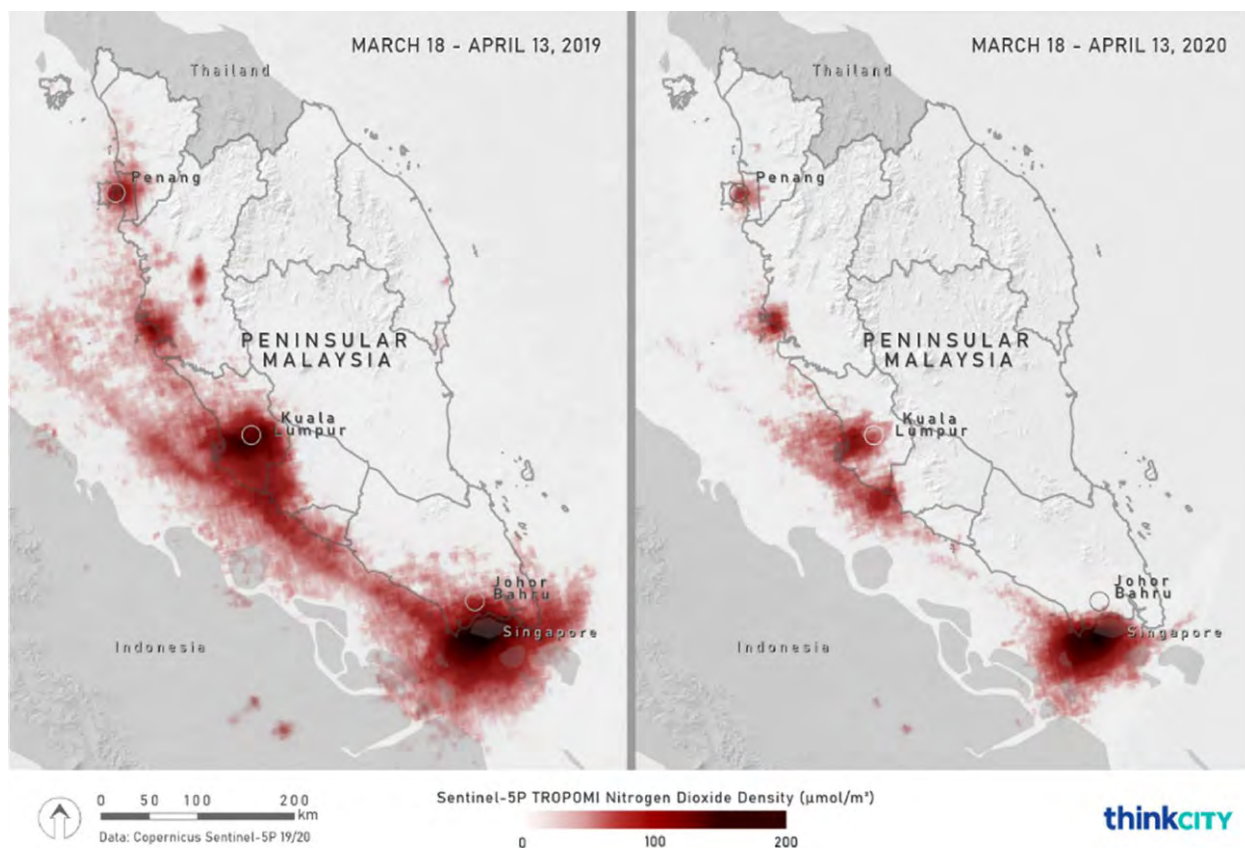 MARCH 18 - APRIL 13, 2019
Thailand
Penang
PENINSULAR
MALAYSIA
Kuala
Lumpur
Johor
Bahru
Singapore
Indonesia
MARCH 18 - APRIL 13, 2020
Thailand
Penang
PENINSULAR
MALAYSIA
Kuala
Lumpur
Johor
Bahru
Singapore
Indonesia
0 50 100 200
km
Data: Copernicus Sentinel-5P 19/20
Sentinel-5P TROPOMI Nitrogen Dioxide Density (µmol/m²)
0 100 200
thinkCITY